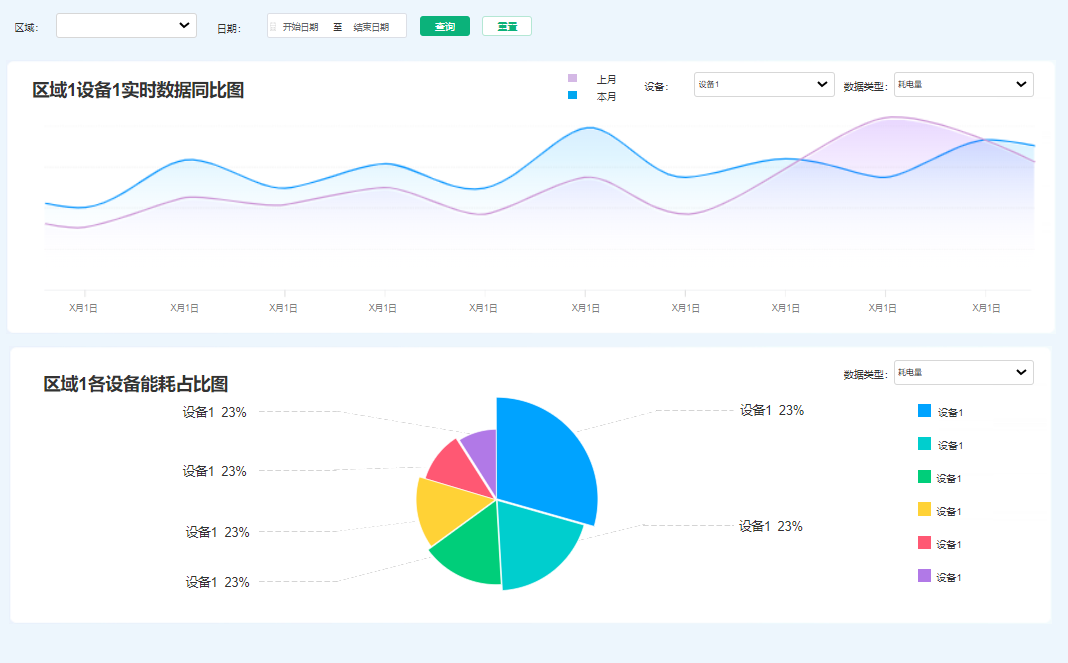 区域： 日期： 开始日期 至 结束日期 查询 重置
区域1设备1实时数据同比图
上月
本月
设备： 设备1 数据类型： 耗电量
X月1日 X月1日 X月1日 X月1日 X月1日 X月1日 X月1日 X月1日 X月1日 X月1日
区域1各设备能耗占比图
数据类型： 耗电量
设备1 23%
设备1 23%
设备1 23%
设备1 23%
设备1 23%
设备1 23%
设备1
设备1
设备1
设备1
设备1
设备1